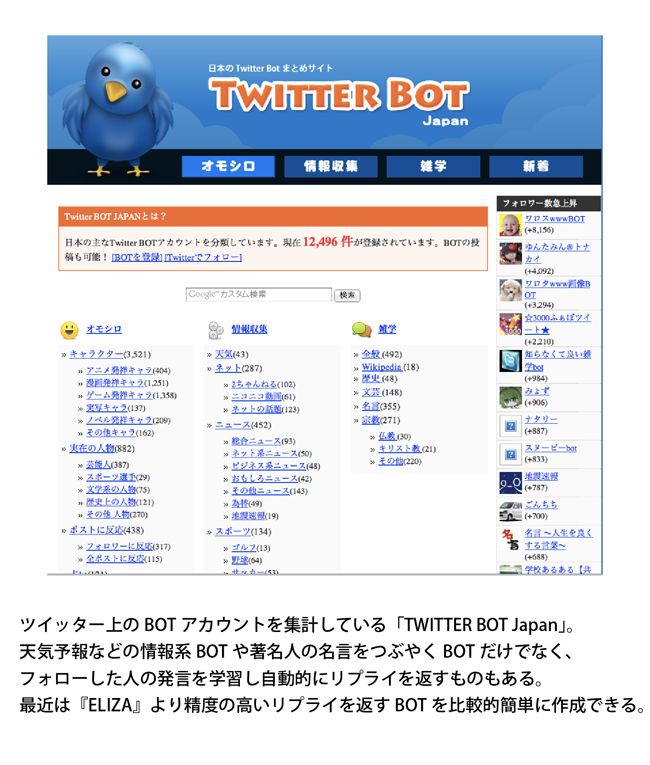 日本の Twitter Bot まとめサイト
TWITTER BOT
Japan
オモシロ
情報収集
雑学
新着
Twitter BOT JAPANとは？
日本の主なTwitter BOTアカウントを分類しています。現在 12,496 件が登録されています。BOTの投
稿も可能！ [BOTを登録] [Twitterでフォロー]
Google™ カスタム検索
検索
オモシロ
» キャラクター(3,521)
» アニメ発祥キャラ(404)
» 漫画発祥キャラ(1,251)
» ゲーム発祥キャラ(1,358)
» 実写キャラ(137)
» ノベル発祥キャラ(209)
» その他キャラ(162)
» 実在の人物(882)
» 芸能人(387)
» スポーツ選手(29)
» 文学系の人物(75)
» 歴史上の人物(121)
» その他 人物(270)
» ポストに反応(438)
» フォロワーに反応(317)
» 全ポストに反応(115)
情報収集
» 天気(43)
» ネット(287)
» 2ちゃんねる(102)
» ニコニコ動画(61)
» ネットの話題(123)
» ニュース(452)
» 総合ニュース(93)
» ネット系ニュース(50)
» ビジネス系ニュース(48)
» おもしろニュース(42)
» その他ニュース(143)
» 為替(49)
» 地震速報(19)
» スポーツ(134)
» ゴルフ(13)
» 野球(64)
» サッカー(53)
雑学
» 全般 (492)
» Wikipedia (18)
» 歴史 (48)
» 文芸 (148)
» 名言(355)
» 宗教(271)
» 仏教 (30)
» キリスト教 (21)
» その他(220)
フォロワー数急上昇
ワロスwwwBOT
(+8,156)
ゆんたみん@トナ
カイ
(+4,092)
ワロタwww画像B
OT
(+3,294)
☆3000ふぁぼツイ
ート★
(+2,210)
知らなくて良い雑
学bot
(+984)
みょず
(+906)
ナタリー
(+887)
スヌーピーbot
(+833)
地震速報
(+787)
ごんちち
(+700)
名言 〜人生を良く
する言葉〜
(+688)
学校あるある【共
ツイッター上の BOT アカウントを集計している「TWITTER BOT Japan」。
天気予報などの情報系 BOT や著名人の名言をつぶやく BOT だけでなく、
フォローした人の発言を学習し自動的にリプライを返すものもある。
最近は『ELIZA』より精度の高いリプライを返す BOT を比較的簡単に作成できる。